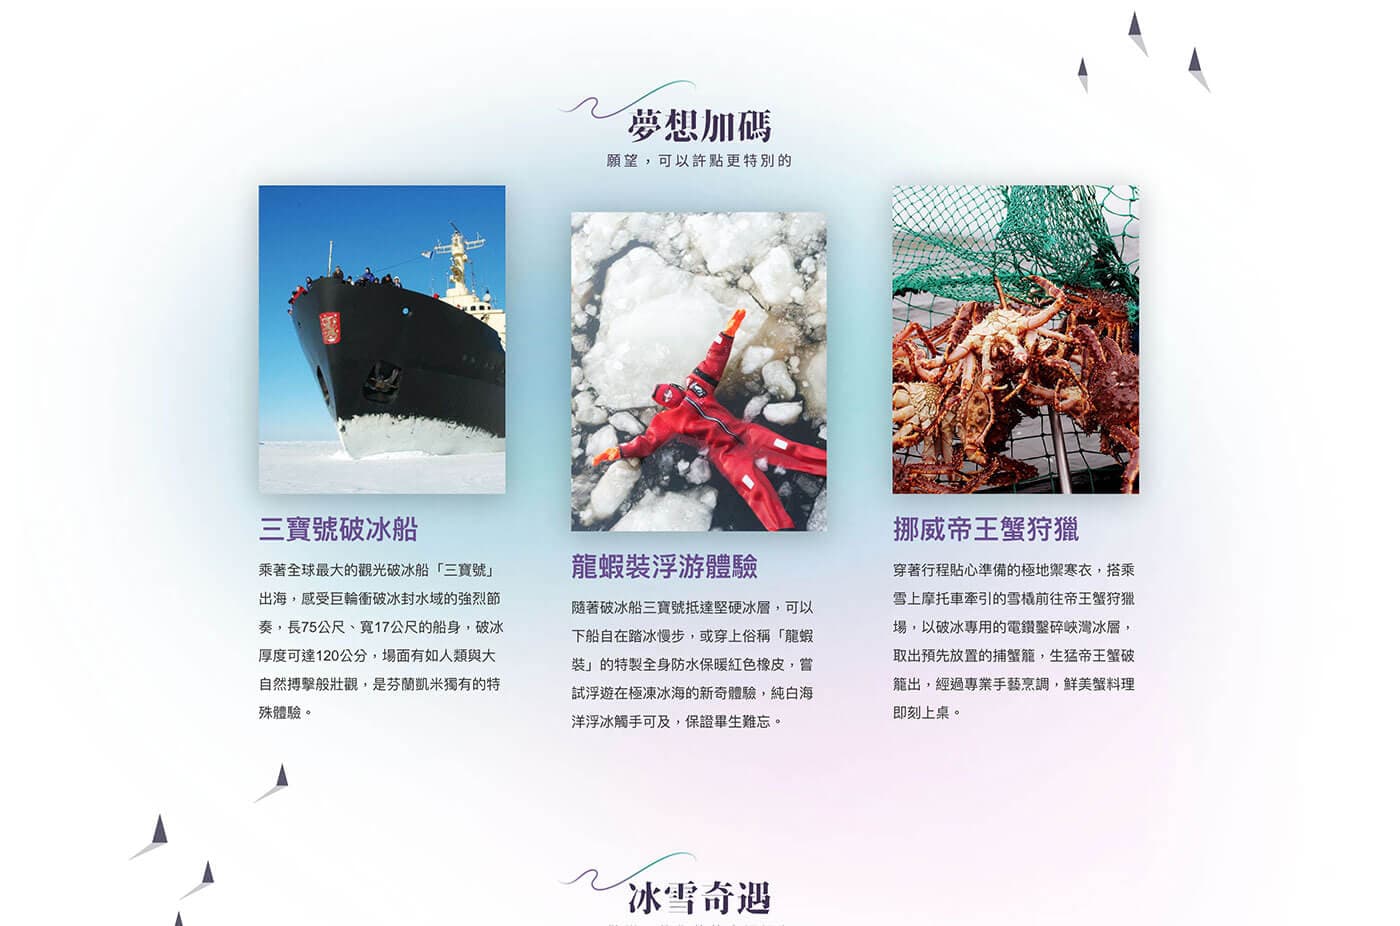 夢想加碼
願望，可以許點更特別的
三寶號破冰船
乘著全球最大的觀光破冰船「三寶號」
出海，感受巨輪衝破冰封水域的強烈節
奏，長75公尺、寬17公尺的船身，破冰
厚度可達120公分，場面有如人類與大
自然搏擊般壯觀，是芬蘭凱米獨有的特
殊體驗。
龍蝦裝浮游體驗
隨著破冰船三寶號抵達堅硬冰層，可以
下船自在踏冰慢步，或穿上俗稱「龍蝦
裝」的特製全身防水保暖紅色橡皮，嘗
試浮遊在極凍冰海的新奇體驗，純白海
洋浮冰觸手可及，保證畢生難忘。
挪威帝王蟹狩獵
穿著行程貼心準備的極地禦寒衣，搭乘
雪上摩托車牽引的雪橇前往帝王蟹狩獵
場，以破冰專用的電鑽鑿碎峽灣冰層，
取出預先放置的捕蟹籠，生猛帝王蟹破
籠出，經過專業手藝烹調，鮮美蟹料理
即刻上桌。
冰雪奇遇